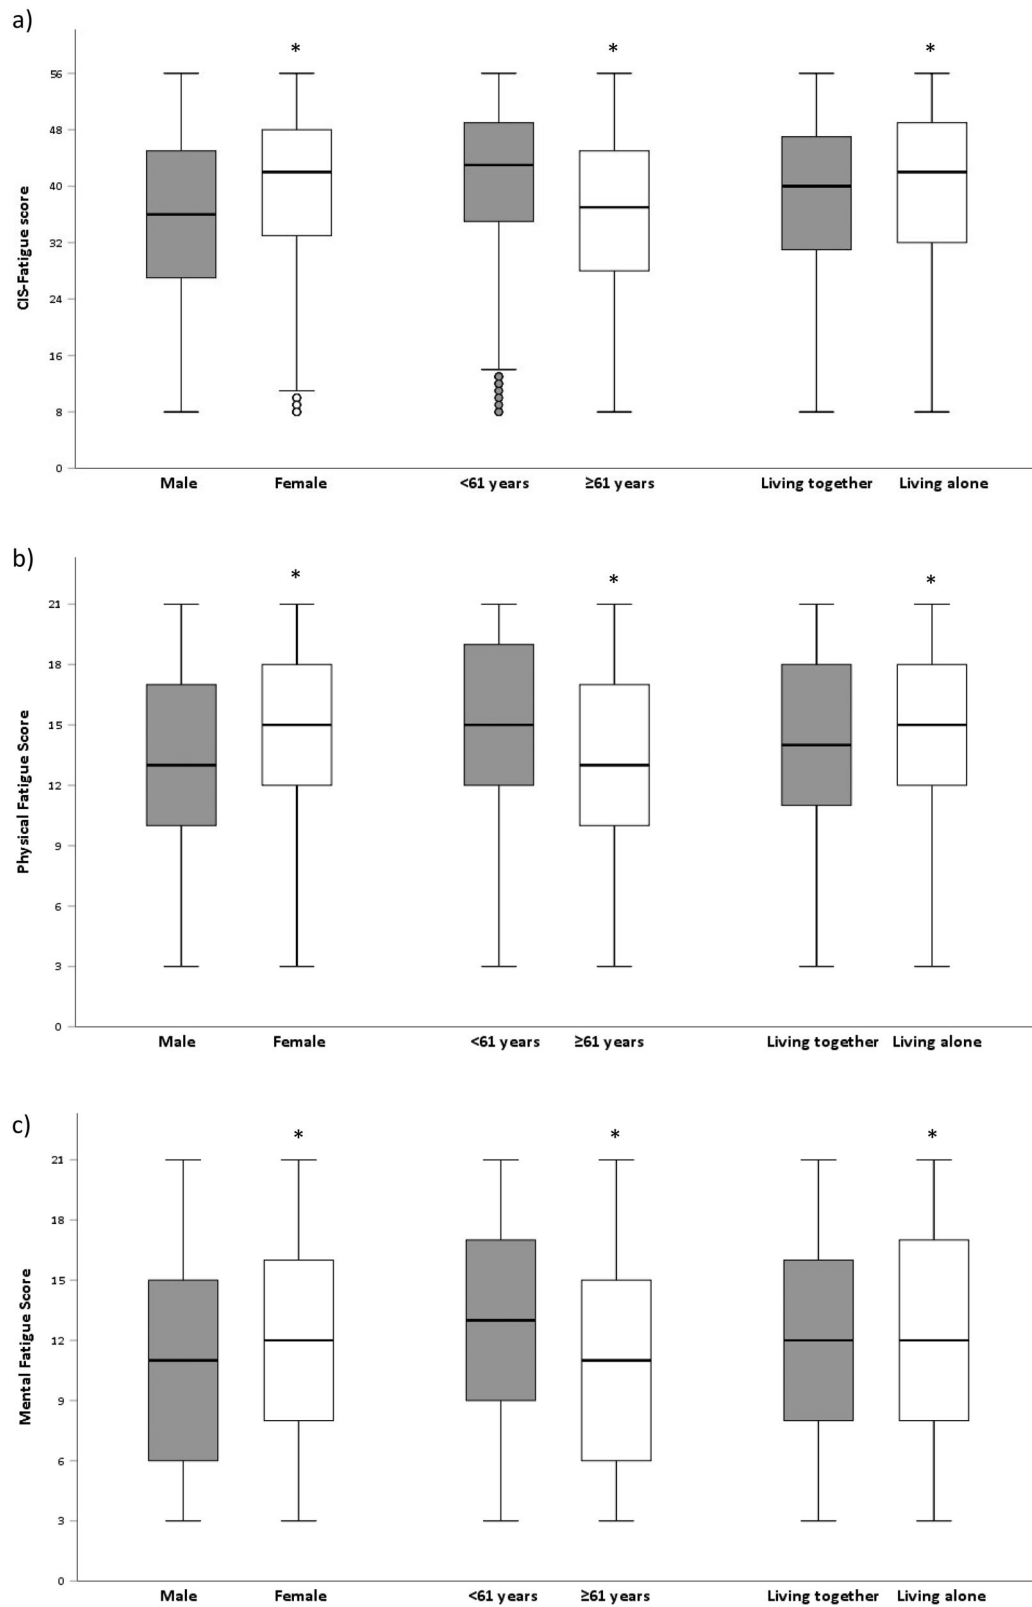 a)
* * *
56
48
40
32
24
16
8
0
CIS-Fatigue score
Male Female <61 years ≥61 years Living together Living alone
b)
* * *
21
18
15
12
9
6
3
0
Physical Fatigue Score
Male Female <61 years ≥61 years Living together Living alone
c)
* * *
21
18
15
12
9
6
3
0
Mental Fatigue Score
Male Female <61 years ≥61 years Living together Living alone